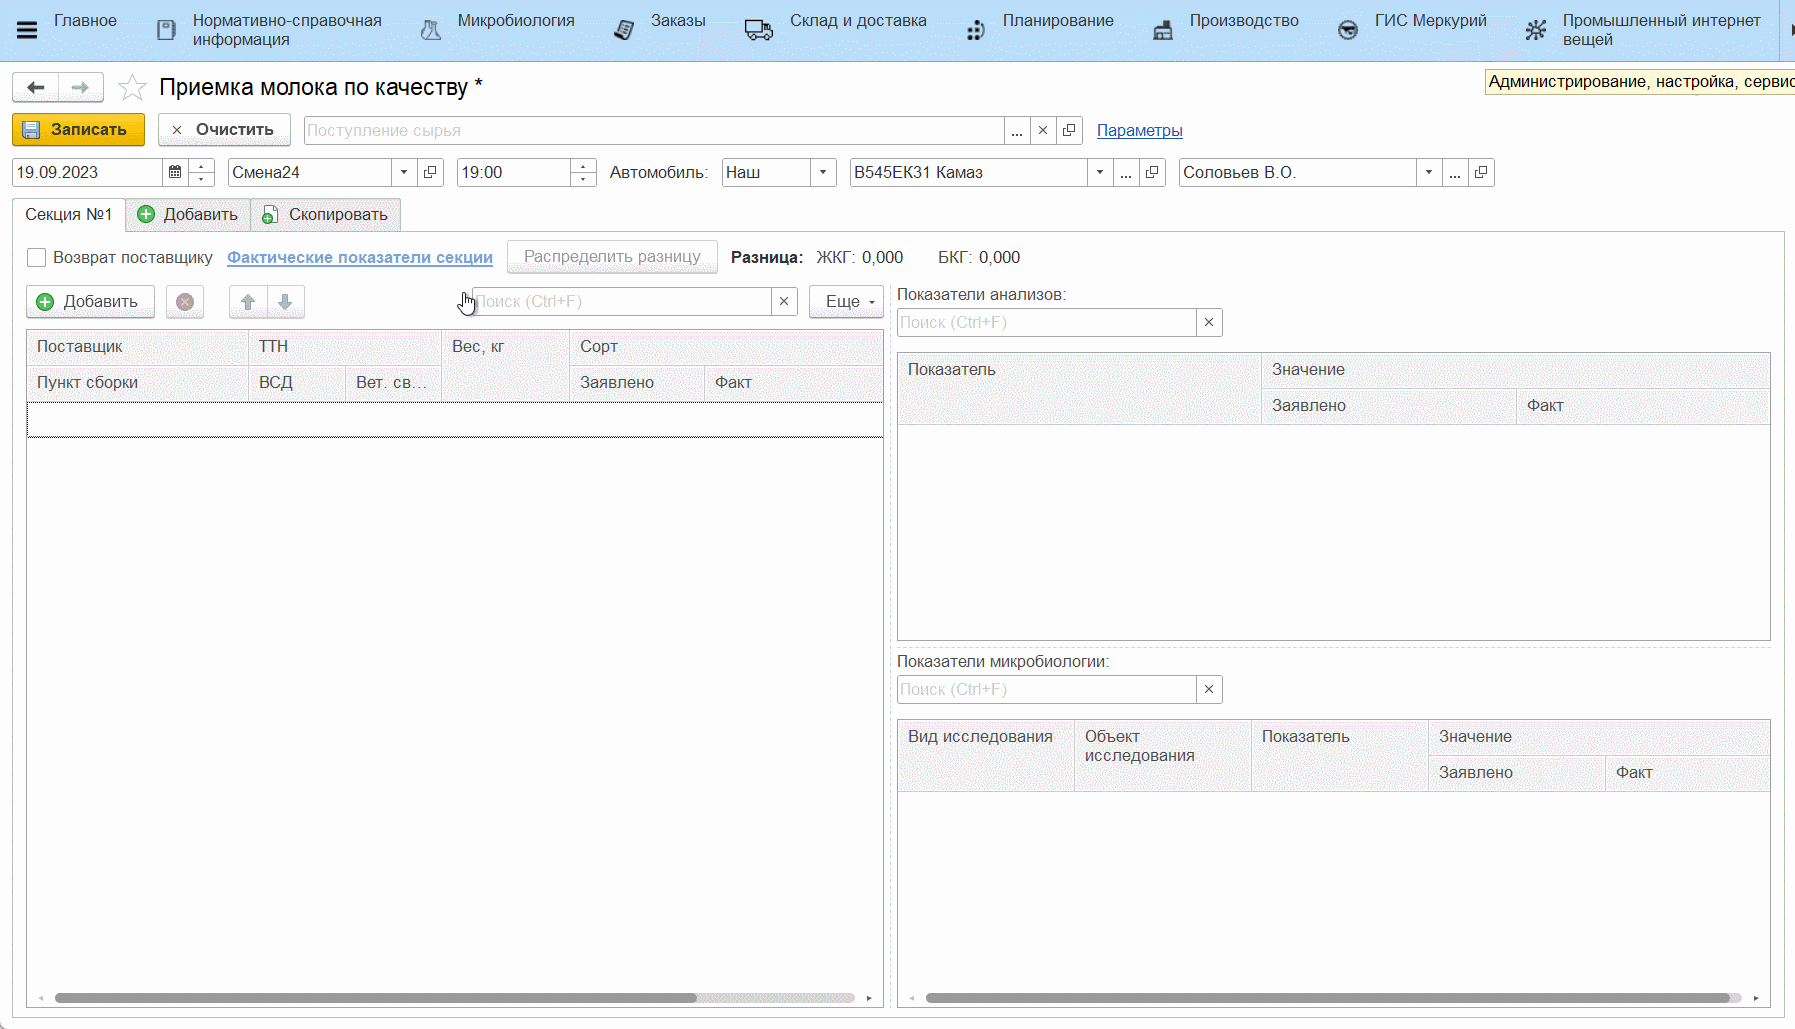 Главное
Нормативно-справочная
информация
Микробиология
Заказы
Склад и доставка
Планирование
Производство
ГИС Меркурий
Промышленный интернет
вещей
Приемка молока по качеству *
Администрирование, настройка, сервис
Записать
× Очистить
Поступление сырья
... ×
Параметры
19.09.2023
Смена24
19:00
Автомобиль:
Наш
В545ЕК31 Камаз
...
Соловьев В.О.
...
Секция №1
Добавить
Скопировать
Возврат поставщику
Фактические показатели секции
Распределить разницу
Разница: ЖКГ: 0,000 БКГ: 0,000
Добавить
Поиск (Ctrl+F)
×
Еще
Поставщик
ТТН
Вес, кг
Сорт
Пункт сборки
ВСД
Вет. св...
Заявлено
Факт
Показатели анализов:
Поиск (Ctrl+F)
×
Показатель
Значение
Заявлено
Факт
Показатели микробиологии:
Поиск (Ctrl+F)
×
Вид исследования
Объект
исследования
Показатель
Значение
Заявлено
Факт